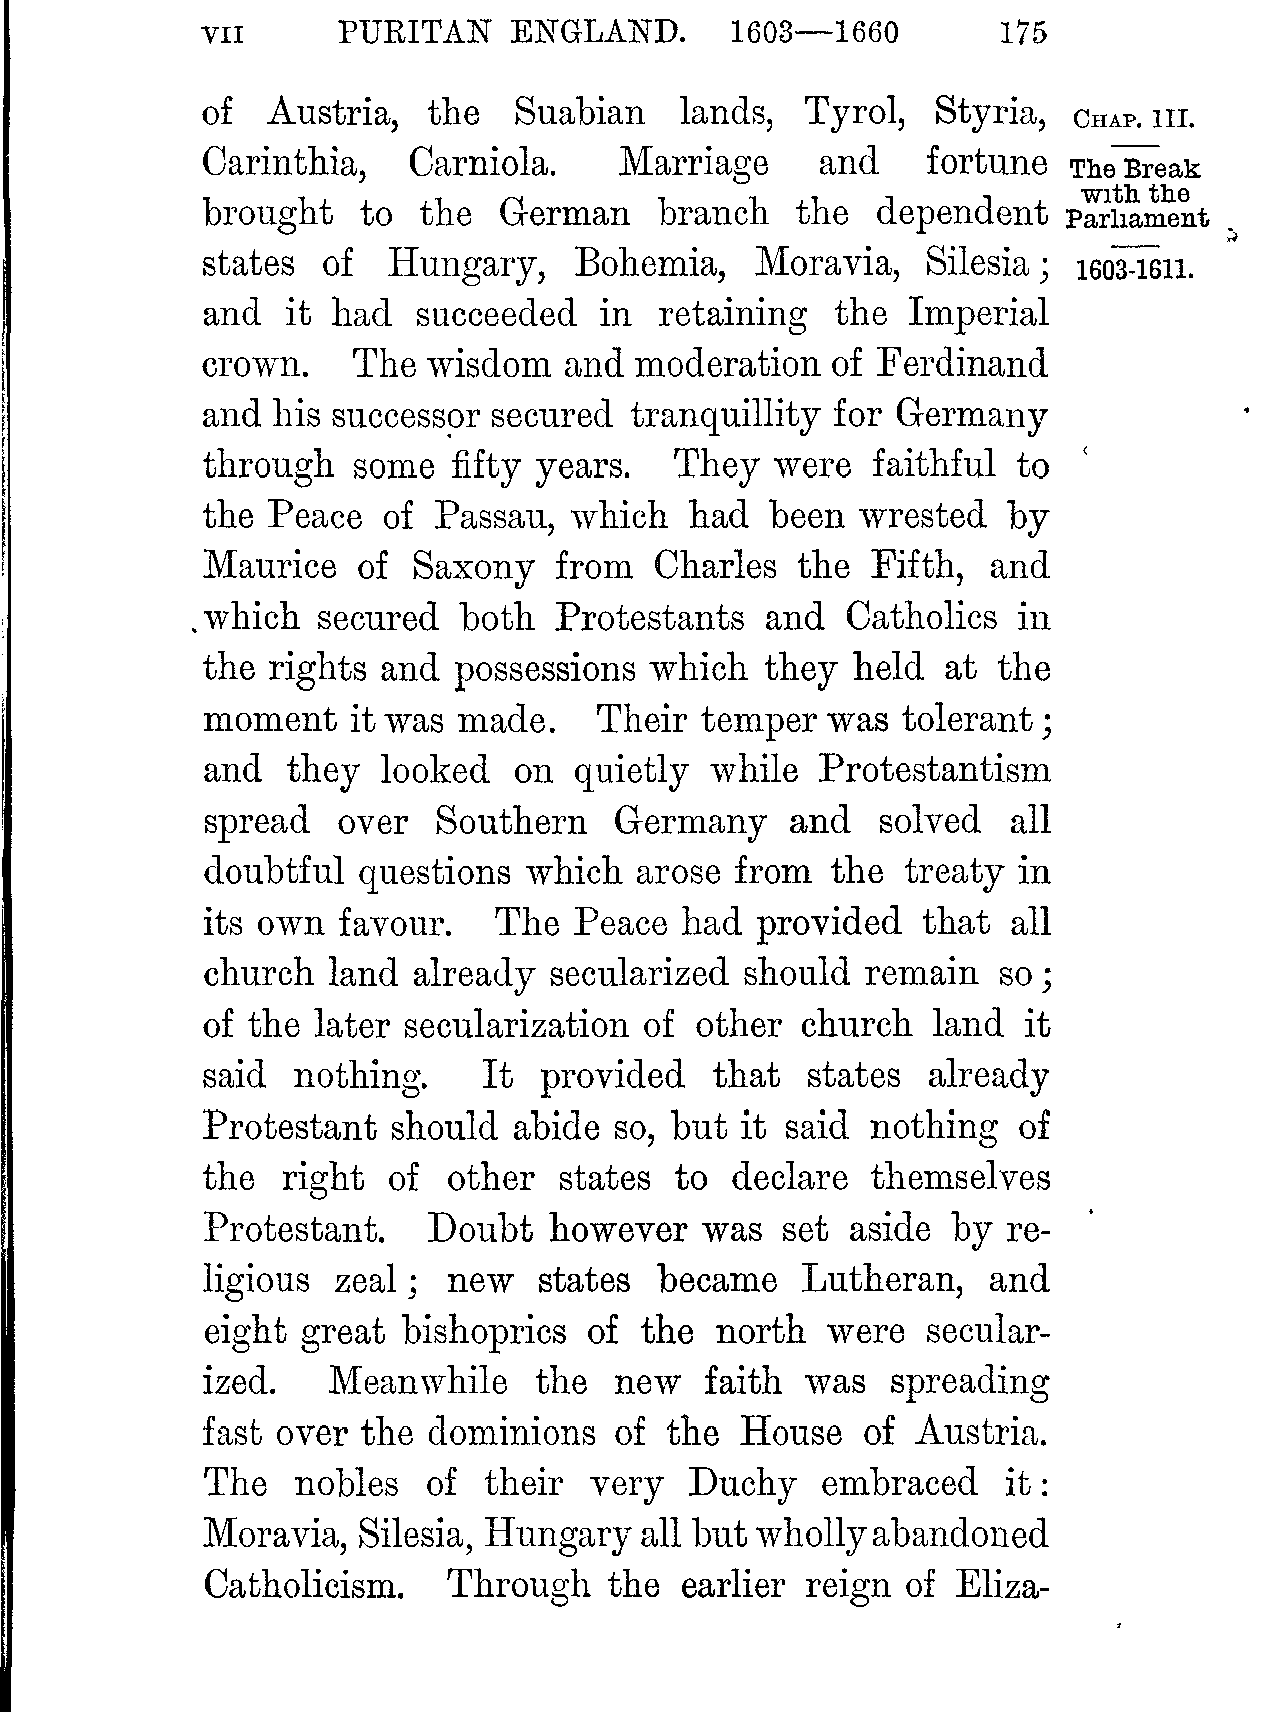 VII PURITAN ENGLAND. 1603—1660 175
of Austria, the Suabian lands, Tyrol, Styria,
Carinthia, Carniola. Marriage and fortune
brought to the German branch the dependent
states of Hungary, Bohemia, Moravia, Silesia;
and it had succeeded in retaining the Imperial
crown. The wisdom and moderation of Ferdinand
and his successor secured tranquillity for Germany
through some fifty years. They were faithful to
the Peace of Passau, which had been wrested by
Maurice of Saxony from Charles the Fifth, and
which secured both Protestants and Catholics in
the rights and possessions which they held at the
moment it was made. Their temper was tolerant;
and they looked on quietly while Protestantism
spread over Southern Germany and solved all
doubtful questions which arose from the treaty in
its own favour. The Peace had provided that all
church land already secularized should remain so;
of the later secularization of other church land it
said nothing. It provided that states already
Protestant should abide so, but it said nothing of
the right of other states to declare themselves
Protestant. Doubt however was set aside by re-
ligious zeal; new states became Lutheran, and
eight great bishoprics of the north were secular-
ized. Meanwhile the new faith was spreading
fast over the dominions of the House of Austria.
The nobles of their very Duchy embraced it:
Moravia, Silesia, Hungary all but wholly abandoned
Catholicism. Through the earlier reign of Eliza-
CHAP. III.
The Break
with the
Parliament
1603-1611.